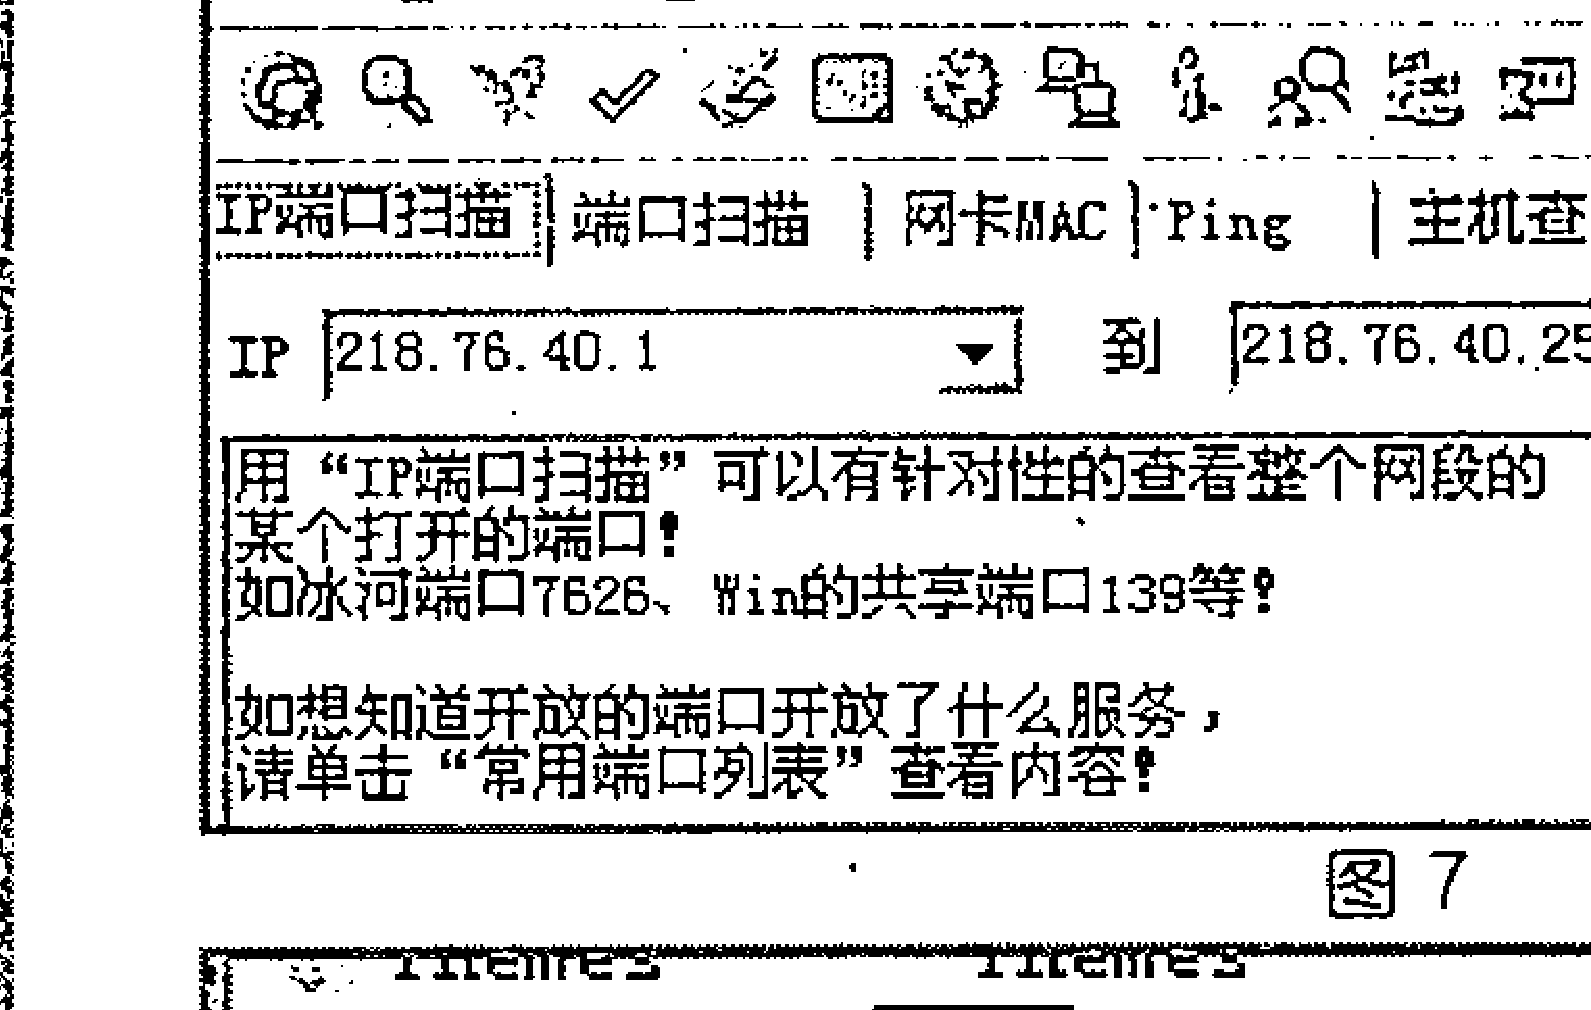 IP端口扫描 端口扫描 网卡MAC Ping 主机查
IP 218.76.40.1 到 218.76.40.25
用“IP端口扫描”可以有针对性的查看整个网段的
某个打开的端口!
如冰河端口7626、Win的共享端口139等!
如想知道开放的端口开放了什么服务,
请单击“常用端口列表”查看内容!
图 7